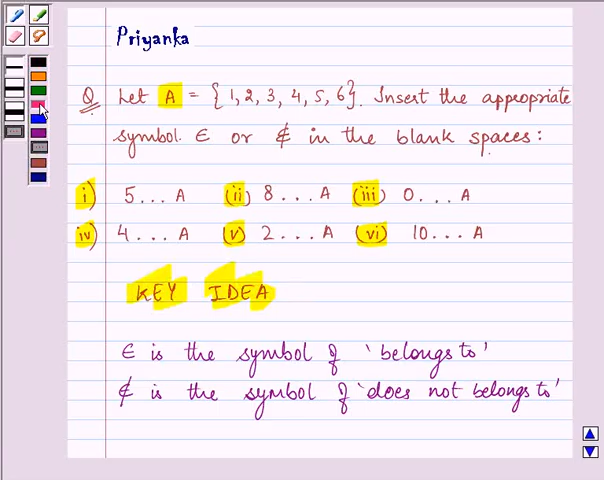 Priyanka
Q Let A = { 1, 2, 3, 4, 5, 6}. Insert the appropriate
symbol ∈ or ∉ in the blank spaces :
i) 5... A (ii) 8 ... A (iii) 0... A
iv) 4... A (v) 2... A (vi) 10... A
KEY IDEA
∈ is the symbol of 'belongs to'
∉ is the symbol of 'does not belongs to'